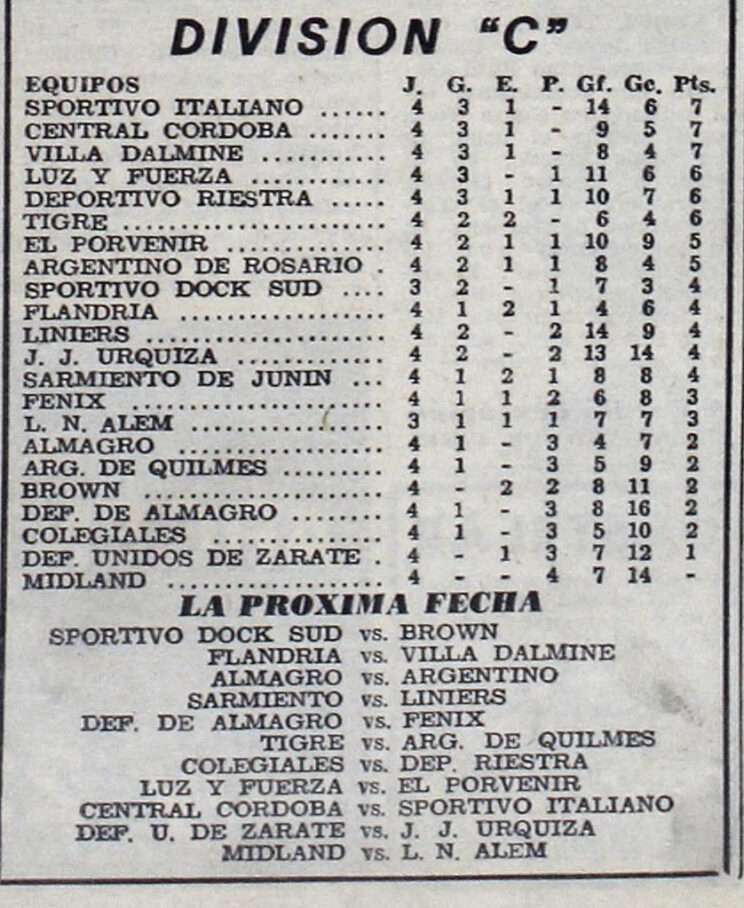 DIVISION "C"
EQUIPOS J. G. E. P. Gf. Gc. Pts.
SPORTIVO ITALIANO ...... 4 3 1 - 14 6 7
CENTRAL CORDOBA ....... 4 3 1 - 9 5 7
VILLA DALMINE .......... 4 3 1 - 8 4 7
LUZ Y FUERZA ........... 4 3 - 1 11 6 6
DEPORTIVO RIESTRA ..... 4 3 1 1 10 7 6
TIGRE .................... 4 2 2 - 6 4 6
EL PORVENIR ............ 4 2 1 1 10 9 5
ARGENTINO DE ROSARIO . 4 2 1 1 8 4 5
SPORTIVO DOCK SUD .... 3 2 - 1 7 3 4
FLANDRIA ................ 4 1 2 1 4 6 4
LINIERS .................. 4 2 - 2 14 9 4
J. J. URQUIZA ............ 4 2 - 2 13 14 4
SARMIENTO DE JUNIN ... 4 1 2 1 8 8 4
FENIX .................... 4 1 1 2 6 8 3
L. N. ALEM ............... 3 1 1 1 7 7 3
ALMAGRO ................ 4 1 - 3 4 7 2
ARG. DE QUILMES ........ 4 1 - 3 5 9 2
BROWN .................. 4 - 2 2 8 11 2
DEF. DE ALMAGRO ....... 4 1 - 3 8 16 2
COLEGIALES ............. 4 1 - 3 5 10 2
DEF. UNIDOS DE ZARATE . 4 - 1 3 7 12 1
MIDLAND ................ 4 - - 4 7 14 -
LA PROXIMA FECHA
SPORTIVO DOCK SUD vs. BROWN
FLANDRIA vs. VILLA DALMINE
ALMAGRO vs. ARGENTINO
SARMIENTO vs. LINIERS
DEF. DE ALMAGRO vs. FENIX
TIGRE vs. ARG. DE QUILMES
COLEGIALES vs. DEP. RIESTRA
LUZ Y FUERZA vs. EL PORVENIR
CENTRAL CORDOBA vs. SPORTIVO ITALIANO
DEF. U. DE ZARATE vs. J. J. URQUIZA
MIDLAND vs. L. N. ALEM